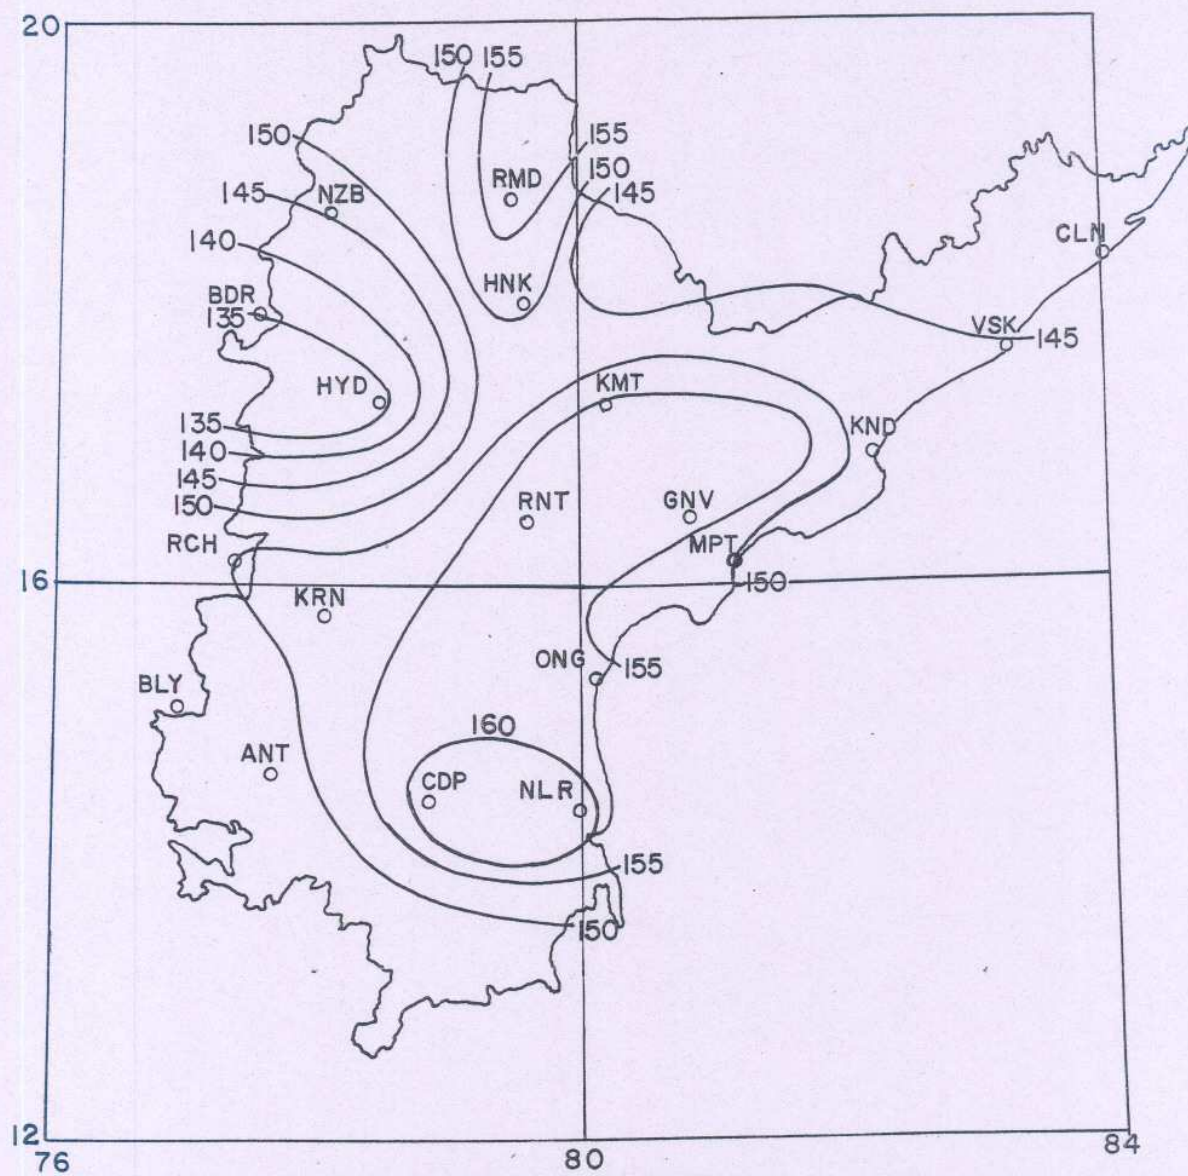 20
150 155
150
155
150
145
NZB
145
RMD
140
CLN
BDR
135
HNK
VSK
145
HYD
KMT
135
KND
140
145
RNT
GNV
150
RCH
MPT
16
150
KRN
ONG
155
BLY
160
ANT
CDP
NLR
155
150
12
76
80
84